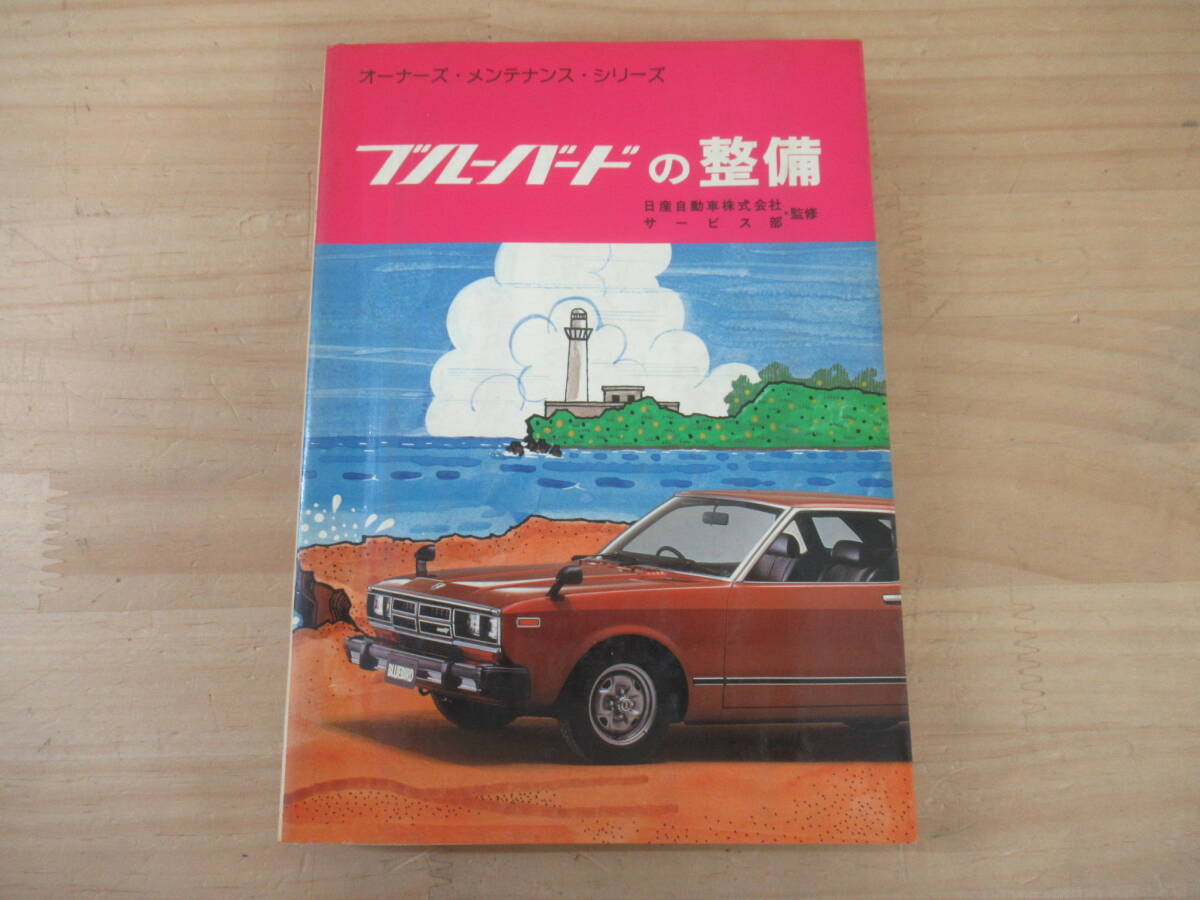 オーナーズ・メンテナンス・シリーズ
ブルーバードの整備
日産自動車株式会社
サービス部・監修
BLUEBIRD